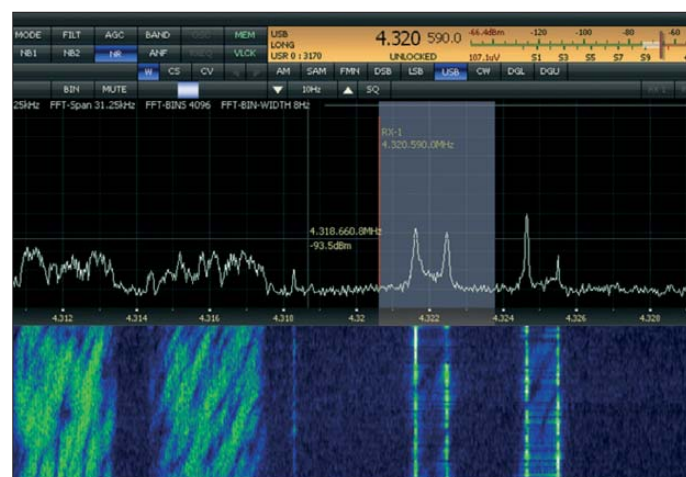 MODE FILT AGC BAND MEM USB 4.320 590.0 -66.4dBm -120 -100 -80 -60
LONG
NB1 NB2 NR ANF VLCK USR 0 : 3170 UNLOCKED 107.1uV S1 S3 S5 S7 S9
W CS CV AM SAM FMN DSB LSB USB CW DGL DGU
BIN MUTE 10Hz SQ
25kHz FFT-Span 31.25kHz FFT-BINS 4096 FFT-BIN-WIDTH 8Hz
RX-1
4.320.590.0MHz
4.318.660.8MHz
-93.5dBm
4.312 4.314 4.316 4.310 4.32 4.322 4.324 4.326 4.320